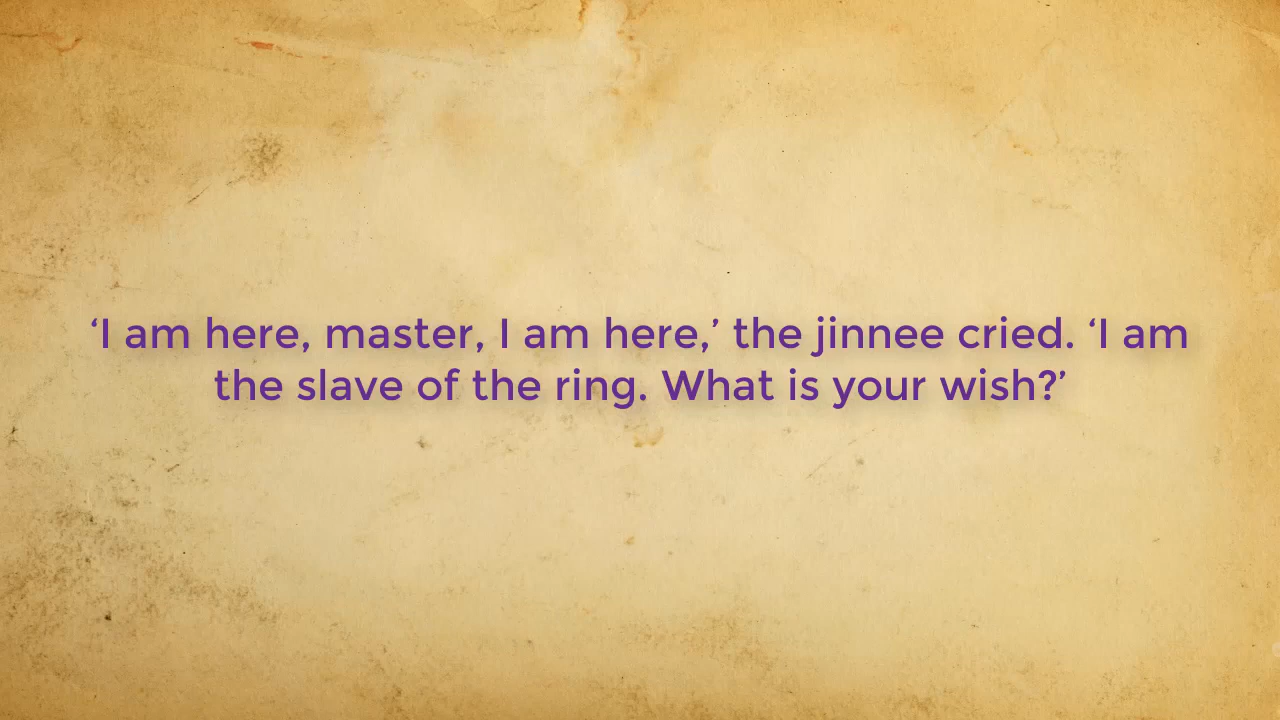 ‘I am here, master, I am here,’ the jinnee cried. ‘I am
the slave of the ring. What is your wish?’